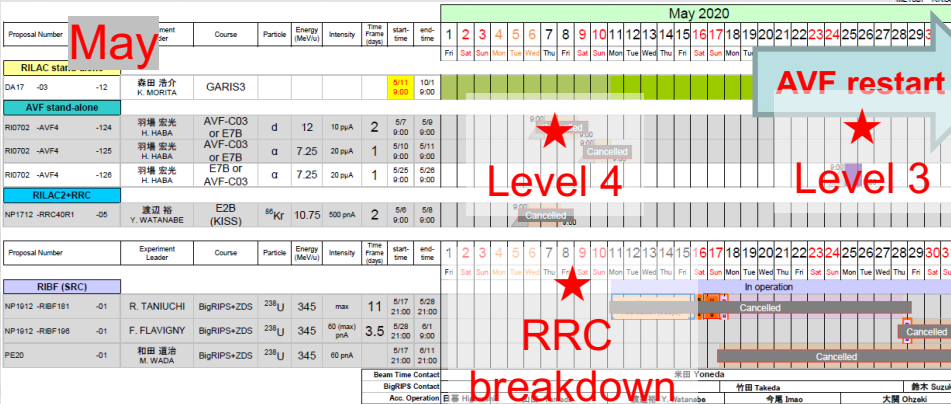 May 2020
Proposal Number Course Particle Energy (MeV/u) Intensity Time Frame (days) start-time end-time
1 2 3 4 5 6 7 8 9 10 11 12 13 14 15 16 17 18 19 20 21 22 23 24 25 26 27 28 29
Fri Sat Sun Mon Tue Wed Thu Fri Sat Sun Mon Tue Wed Thu Fri Sat Sun Mon
May
AVF restart
DA17 -03 -12 森田 浩介 K. MORITA GARIS3 5/11 9:00 10/1 9:00
AVF stand-alone
RI0702 -AVF4 -124 羽場 宏光 H. HABA AVF-C03 or E7B d 12 10 pμA 2 5/7 9:00 5/9 9:00
RI0702 -AVF4 -125 羽場 宏光 H. HABA AVF-C03 or E7B α 7.25 20 pμA 1 5/10 9:00 5/11 9:00 Cancelled
RI0702 -AVF4 -126 羽場 宏光 H. HABA E7B or AVF-C03 α 7.25 20 pμA 1 5/25 9:00 5/26 9:00
Level 4
Level 3
RILAC2+RRC
NP1712 -RRC40R1 -05 渡辺 裕 Y. WATANABE E2B (KISS) 86Kr 10.75 500 pnA 2 5/6 9:00 5/8 9:00 Cancelled
Proposal Number Experiment Leader Course Particle Energy (MeV/u) Intensity Time Frame (days) start-time end-time
1 2 3 4 5 6 7 8 9 10 11 12 13 14 15 16 17 18 19 20 21 22 23 24 25 26 27 28 29 30
Fri Sat Sun Mon Tue Wed Thu Fri Sat Sun Mon Tue Wed Thu Fri Sat Sun Mon Tue Wed Thu Fri Sat Sun Mon Tue Wed Thu Fri Sat
RIBF (SRC) In operation
NP1912 -RIBF181 -01 R. TANIUCHI BigRIPS+ZDS 238U 345 max 11 5/17 21:00 5/28 21:00 Cancelled
NP1912 -RIBF196 -01 F. FLAVIGNY BigRIPS+ZDS 238U 345 60 (max) pnA 3.5 5/28 21:00 6/1 9:00 Cancelled
PE20 -01 和田 道治 M. WADA BigRIPS+ZDS 238U 345 60 pnA 5/17 21:00 6/11 21:00 Cancelled
RRC
breakdown
Beam Time Contact 米田 Yoneda
BigRIPS Contact 竹田 Takeda 鈴木
Acc. Operation Y. Watanabe 今尾 Imao 大関 Ohzeki